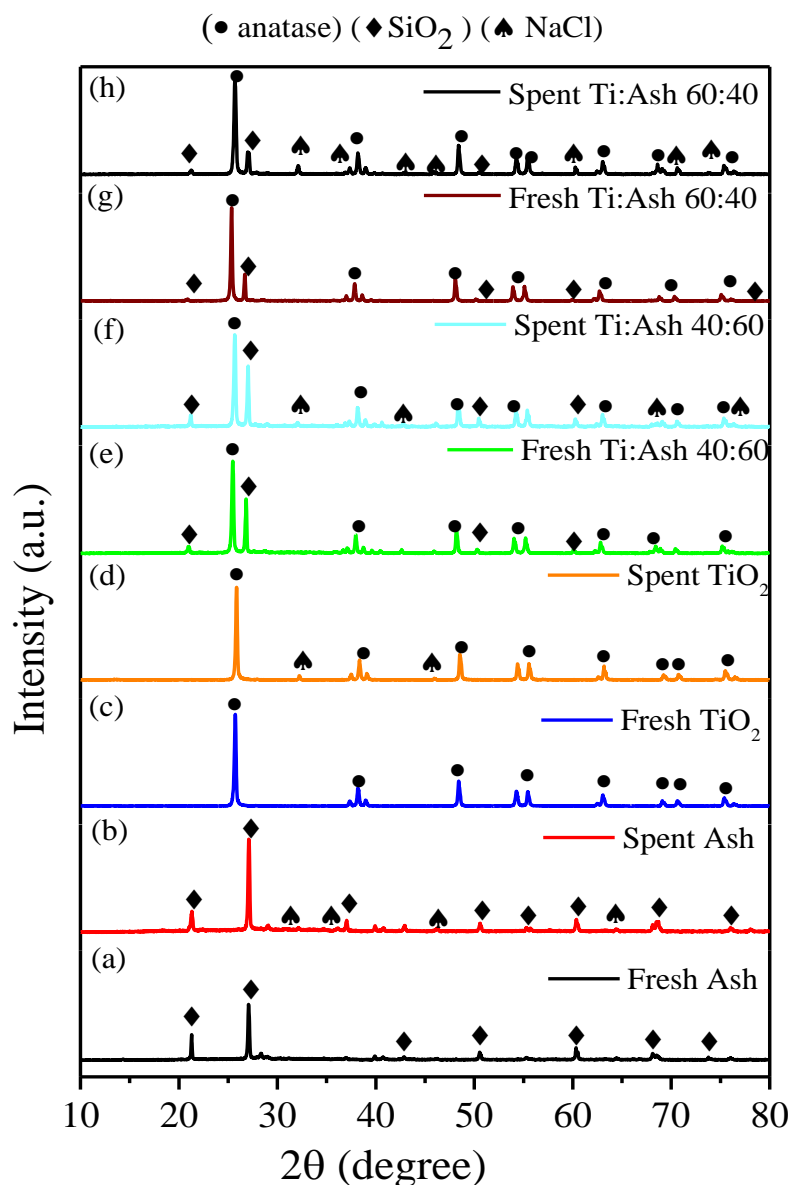 (● anatase) (◆SiO2 ) (♠ NaCl)
(h)
Spent Ti:Ash 60:40
(g)
Fresh Ti:Ash 60:40
(f)
Spent Ti:Ash 40:60
(e)
Fresh Ti:Ash 40:60
(d)
Spent TiO2
(c)
Fresh TiO2
(b)
Spent Ash
(a)
Fresh Ash
Intensity (a.u.)
10 20 30 40 50 60 70 80
2θ (degree)